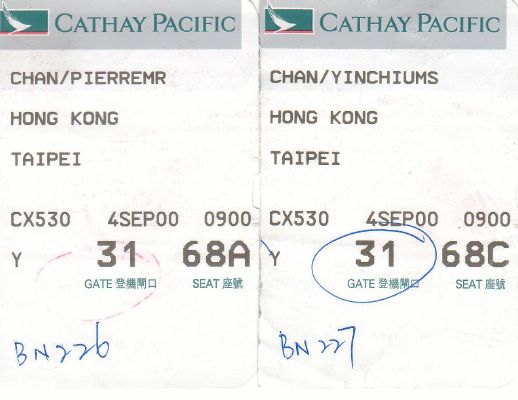 CATHAY PACIFIC
CHAN/PIERREMR
HONG KONG
TAIPEI
CX530 4SEP00 0900
Y 31 68A
GATE 登機閘口 SEAT 座號
BN226
CATHAY PACIFIC
CHAN/YINCHIUMS
HONG KONG
TAIPEI
CX530 4SEP00 0900
Y 31 68C
GATE 登機閘口 SEAT 座號
BN227